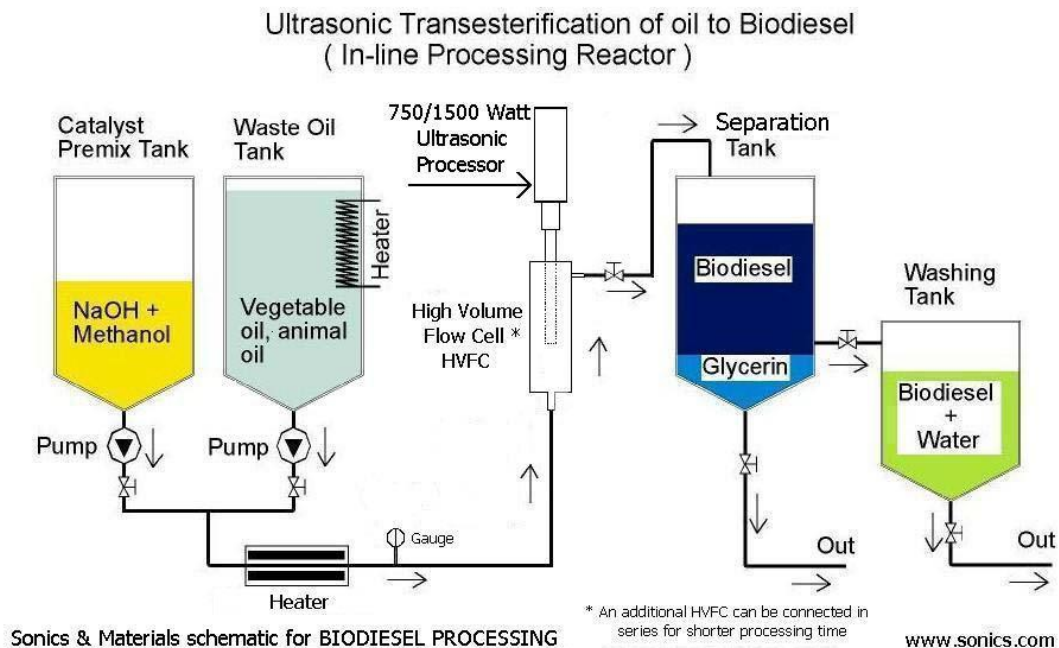 Ultrasonic Transesterification of oil to Biodiesel
( In-line Processing Reactor )
Catalyst
Premix Tank
Waste Oil
Tank
750/1500 Watt
Ultrasonic
Processor
Separation
Tank
Heater
NaOH +
Methanol
Vegetable
oil, animal
oil
High Volume
Flow Cell *
HVFC
Biodiesel
Glycerin
Washing
Tank
Biodiesel
+
Water
Pump
Pump
Gauge
Heater
Out
Out
* An additional HVFC can be connected in
series for shorter processing time
Sonics & Materials schematic for BIODIESEL PROCESSING
www.sonics.com